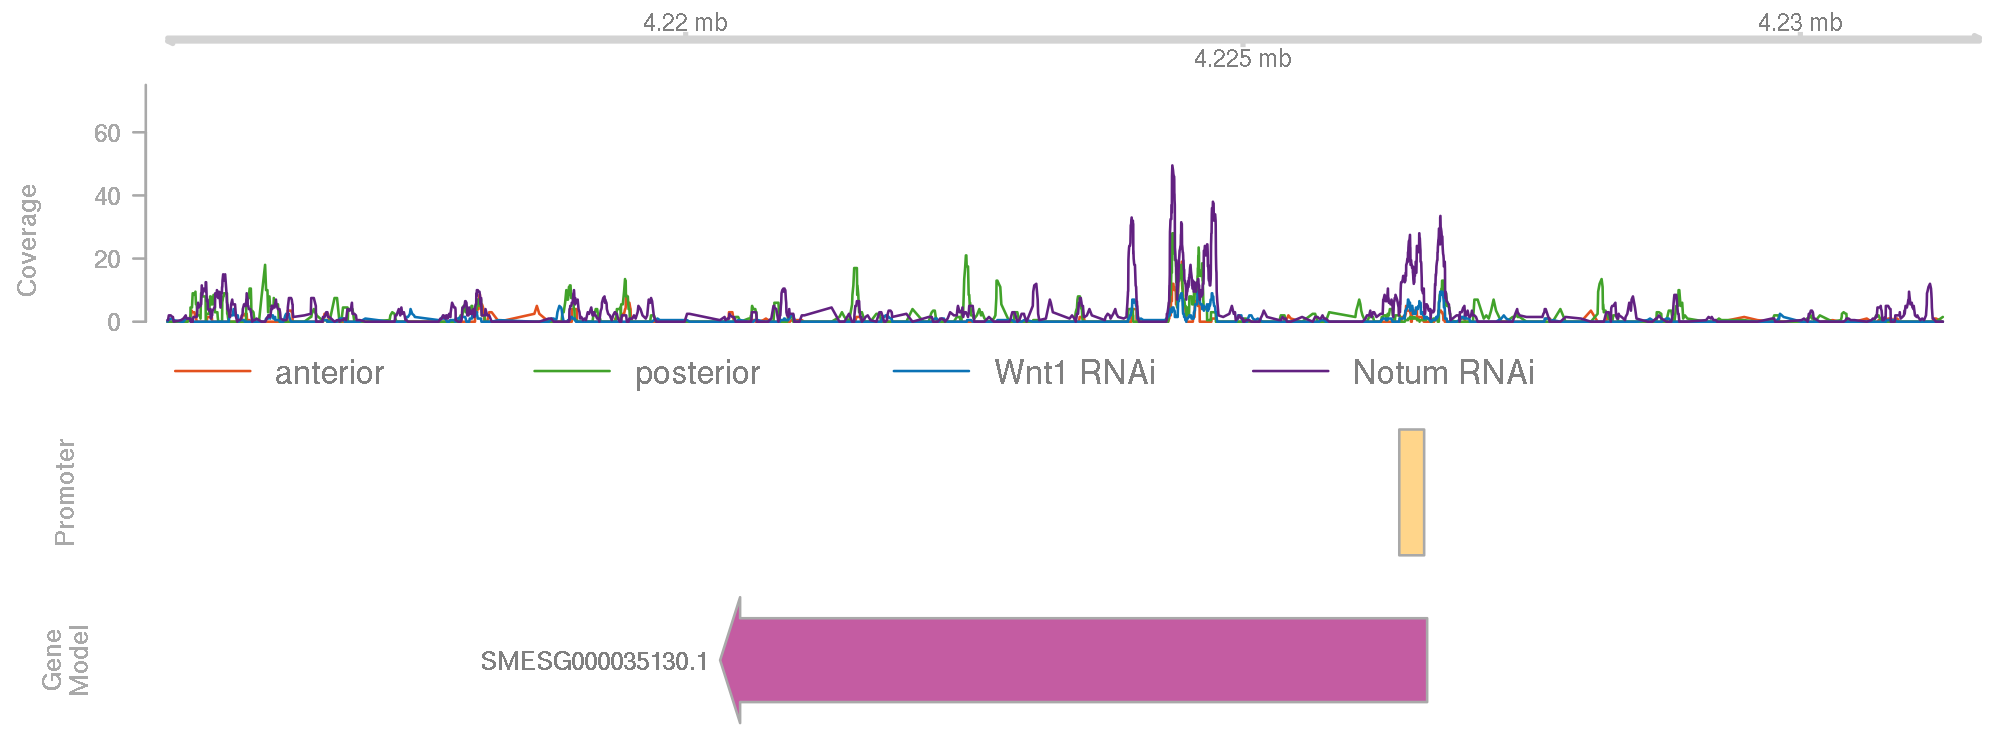 4.22 mb
4.23 mb
4.225 mb
Coverage
60
40
20
0
anterior
posterior
Wnt1 RNAi
Notum RNAi
Promoter
0
Gene
Model
SMESG000035130.1